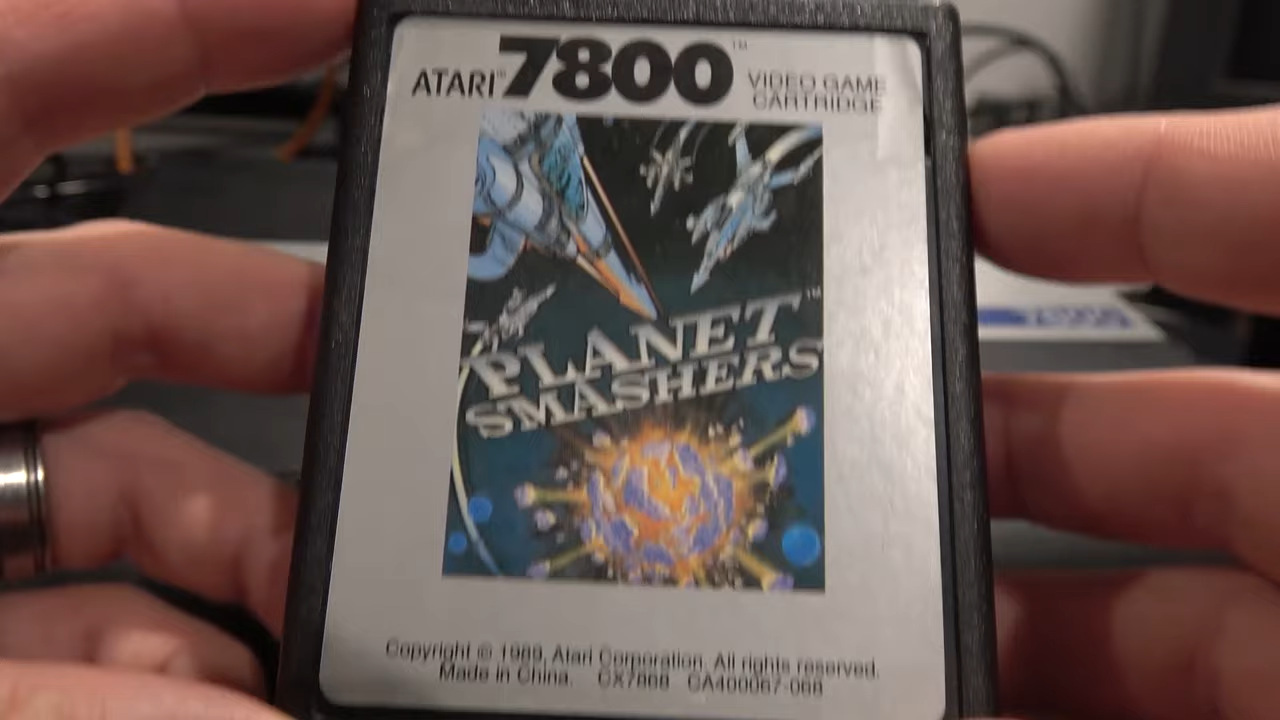 ATARI™ 7800™ VIDEO GAME
CARTRIDGE
PLANET™
SMASHERS
Copyright © 1989, Atari Corporation. All rights reserved.
Made in China. CX7868 CA400067-068